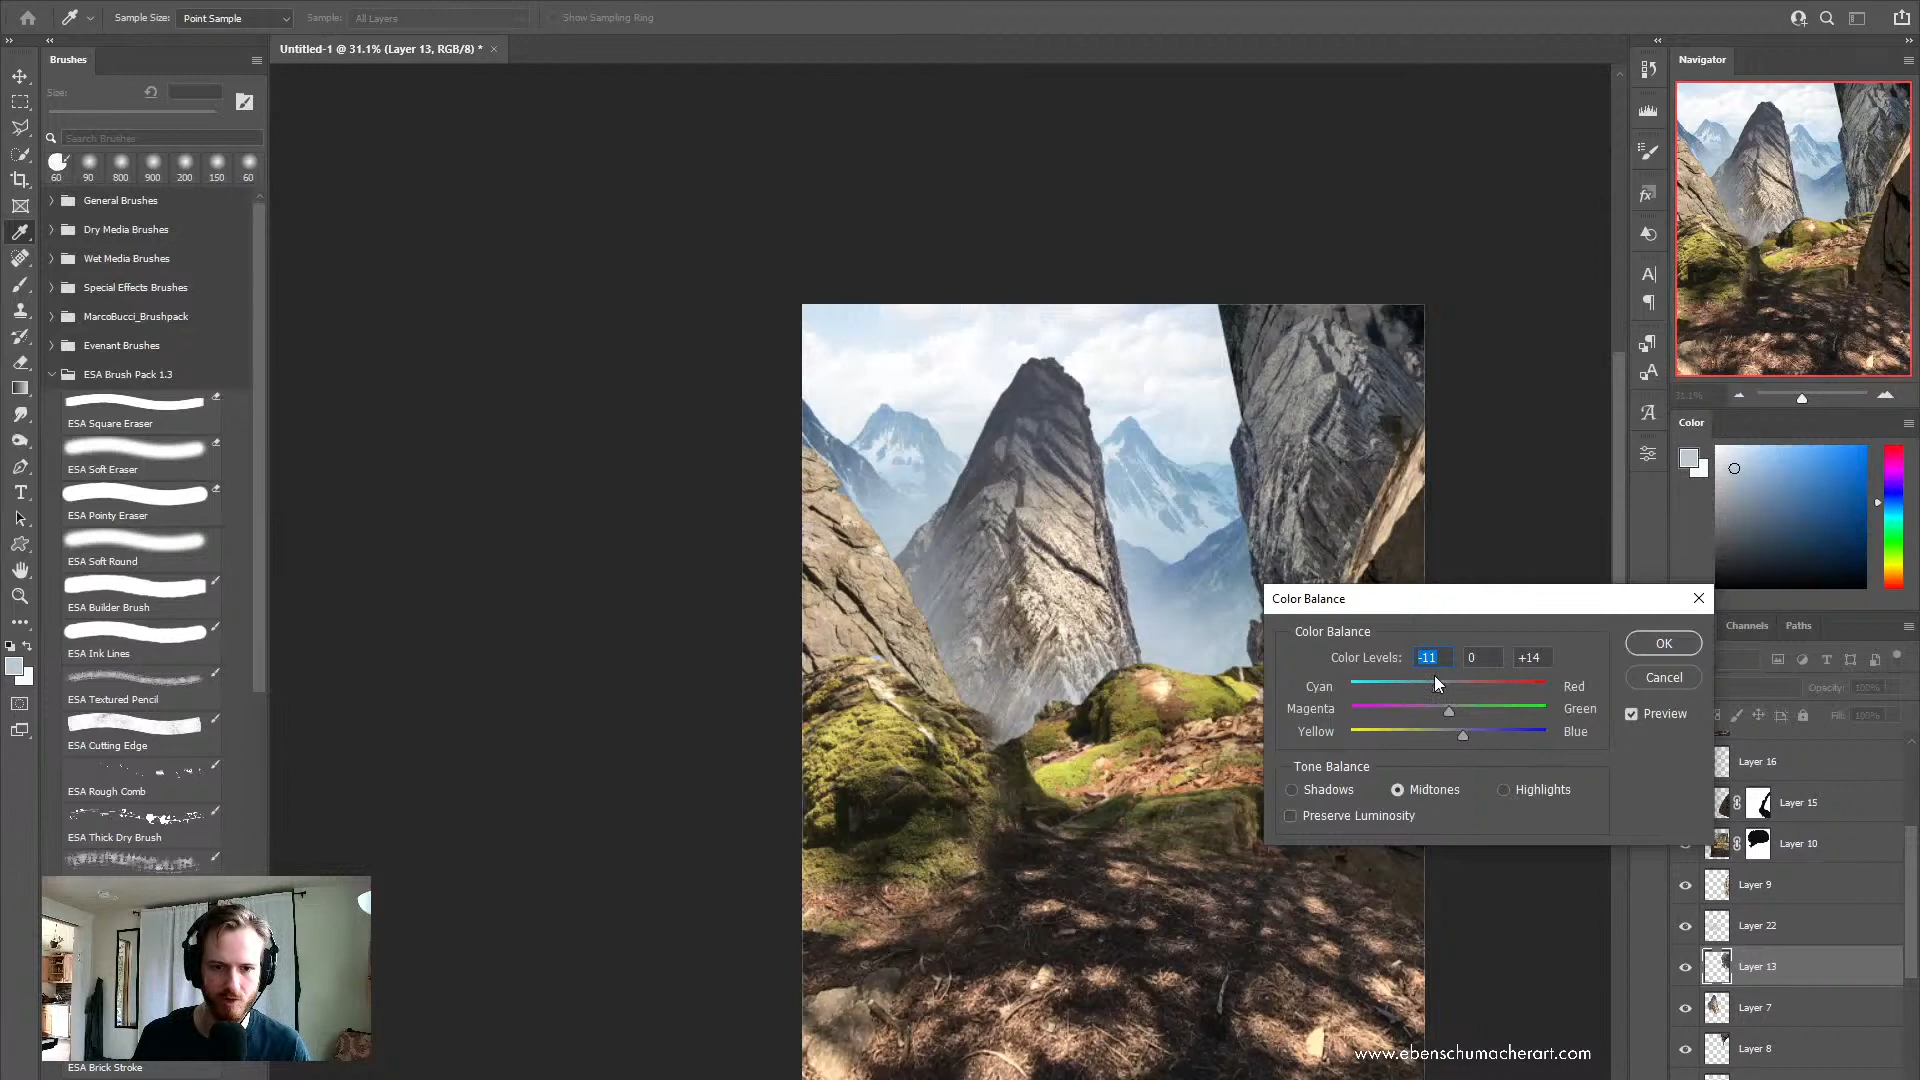 Sample Size: Point Sample Sample: All Layers Show Sampling Ring
Untitled-1 @ 31.1% (Layer 13, RGB/8) *
Brushes
Size:
Search Brushes
60 90 800 900 200 150 60
General Brushes
Dry Media Brushes
Wet Media Brushes
Special Effects Brushes
MarcoBucci_Brushpack
Evenant Brushes
ESA Brush Pack 1.3
ESA Square Eraser
ESA Soft Eraser
ESA Pointy Eraser
ESA Soft Round
ESA Builder Brush
ESA Ink Lines
ESA Textured Pencil
ESA Cutting Edge
ESA Rough Comb
ESA Thick Dry Brush
ESA Brick Stroke
Navigator
31.1%
Color
Color Balance
Color Balance
Color Levels: -11 0 +14
Cyan Red
Magenta Green
Yellow Blue
Tone Balance
Shadows Midtones Highlights
Preserve Luminosity
OK
Cancel
Preview
Channels Paths
Opacity: 100%
Fill: 100%
Layer 16
Layer 15
Layer 10
Layer 9
Layer 22
Layer 13
Layer 7
Layer 8
www.ebenschumacherart.com